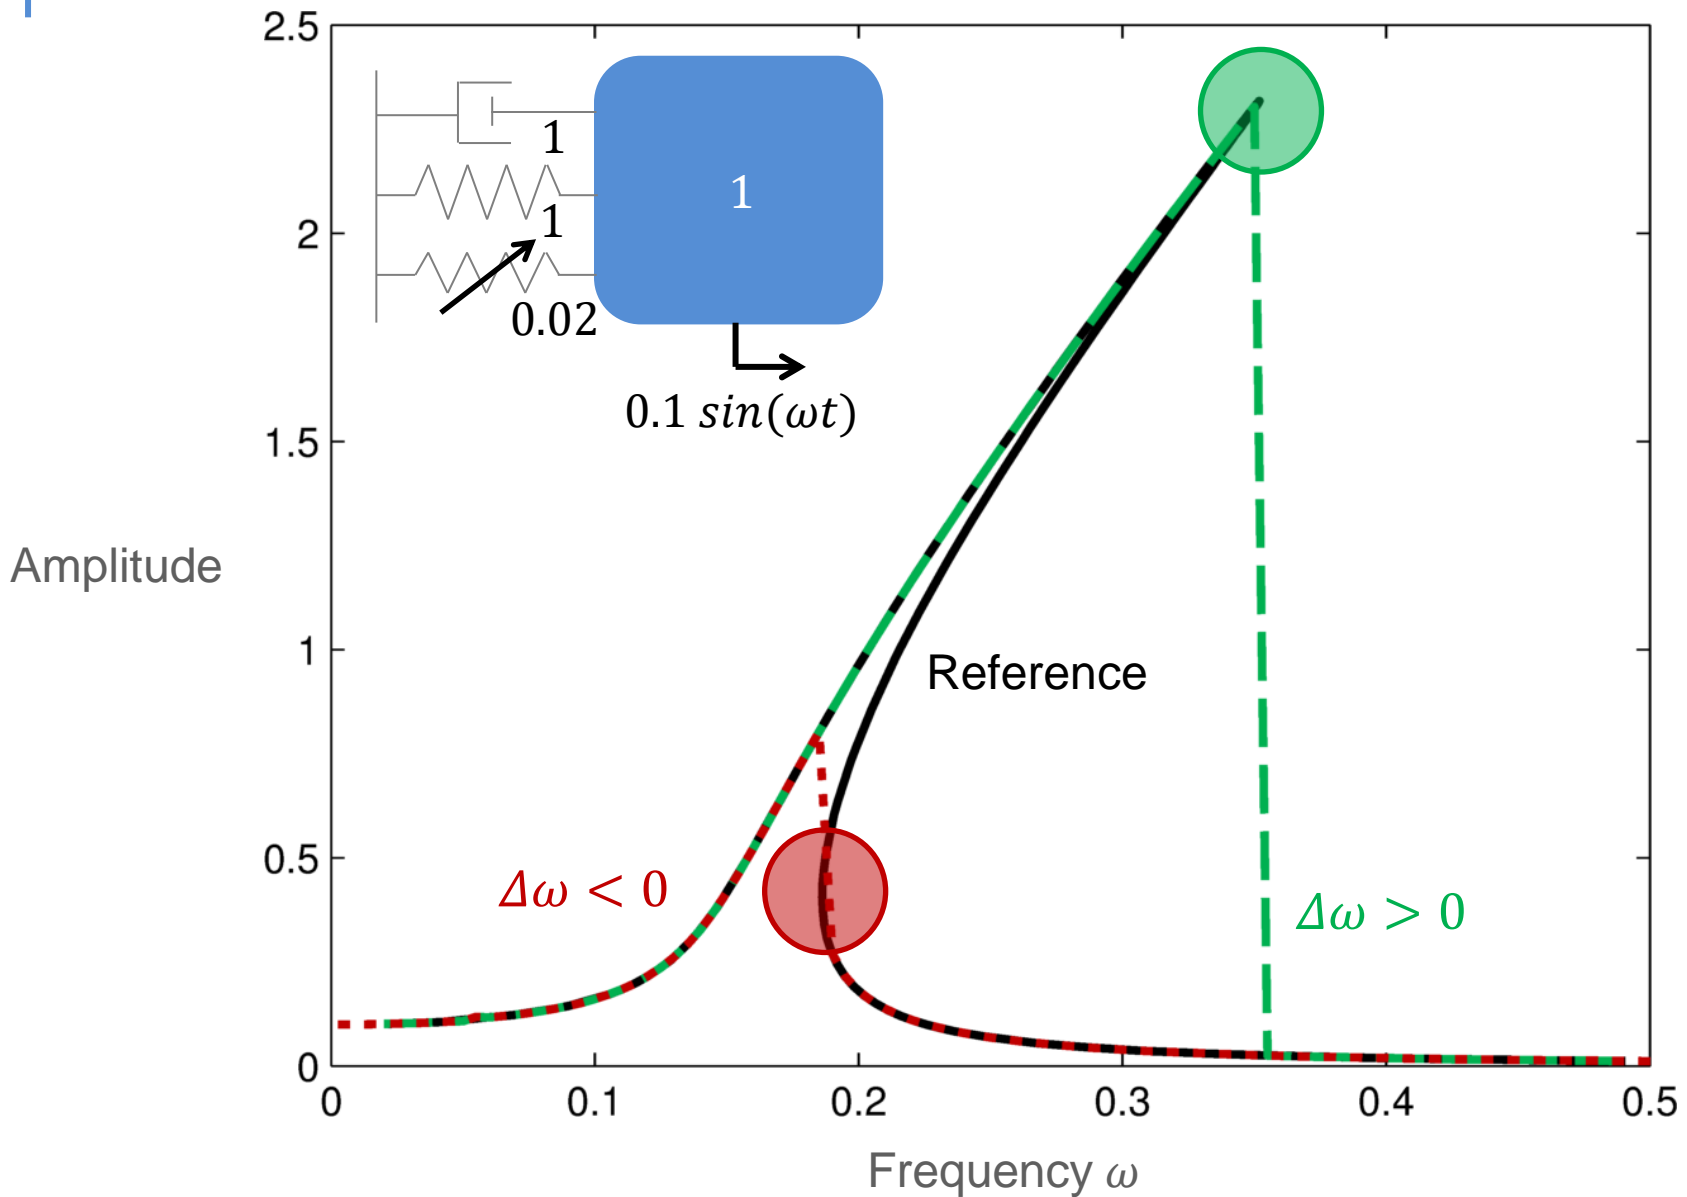 2.5
2
1.5
1
0.5
0
1
1
0.02
1
0.1 sin(ωt)
Amplitude
Reference
Δω < 0
Δω > 0
0 0.1 0.2 0.3 0.4 0.5
Frequency ω